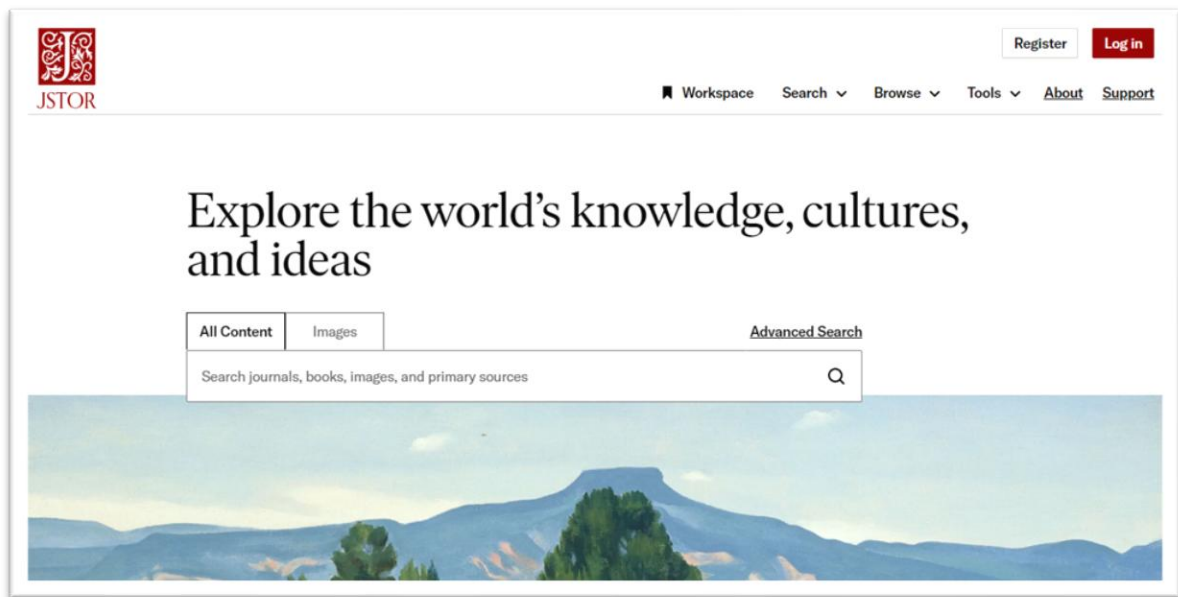 Register Log in
JSTOR
Workspace Search Browse Tools About Support
Explore the world's knowledge, cultures,
and ideas
All Content Images Advanced Search
Search journals, books, images, and primary sources